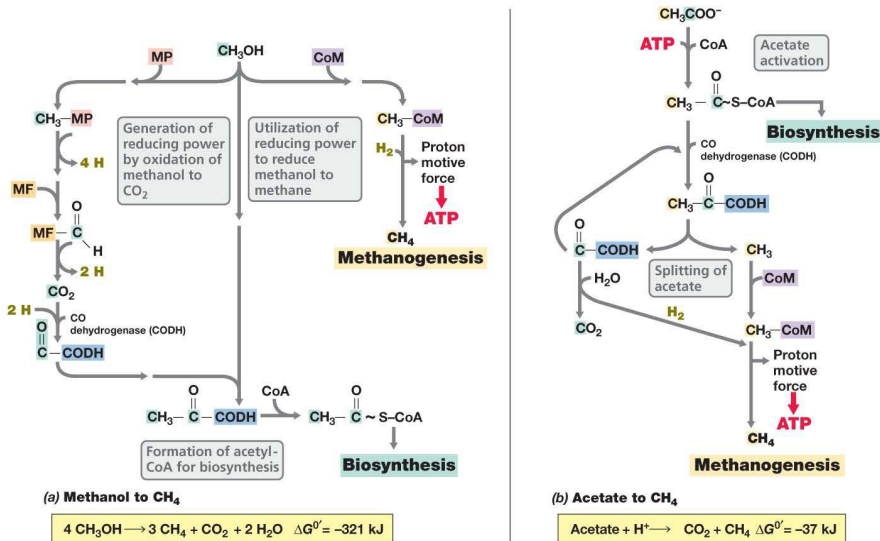 CH3OH
MP
CoM
CH3–MP
4 H
MF
O
MF–C
H
2 H
CO2
2 H
CO
dehydrogenase (CODH)
O
C–CODH
Generation of
reducing power
by oxidation of
methanol to
CO2
Utilization of
reducing power
to reduce
methanol to
methane
CH3–CoM
H2
Proton
motive
force
ATP
CH4
Methanogenesis
O
CH3–C–CODH
CoA
O
CH3–C~S–CoA
Formation of acetyl-
CoA for biosynthesis
Biosynthesis
(a) Methanol to CH4
4 CH3OH → 3 CH4 + CO2 + 2 H2O ΔG0′ = –321 kJ
CH3COO–
ATP
CoA
Acetate
activation
O
CH3–C~S–CoA
Biosynthesis
CO
dehydrogenase (CODH)
O
CH3–C–CODH
O
C–CODH
Splitting of
acetate
CH3
H2O
CoM
H2
CO2
CH3–CoM
Proton
motive
force
ATP
CH4
Methanogenesis
(b) Acetate to CH4
Acetate + H+ → CO2 + CH4 ΔG0′ = –37 kJ